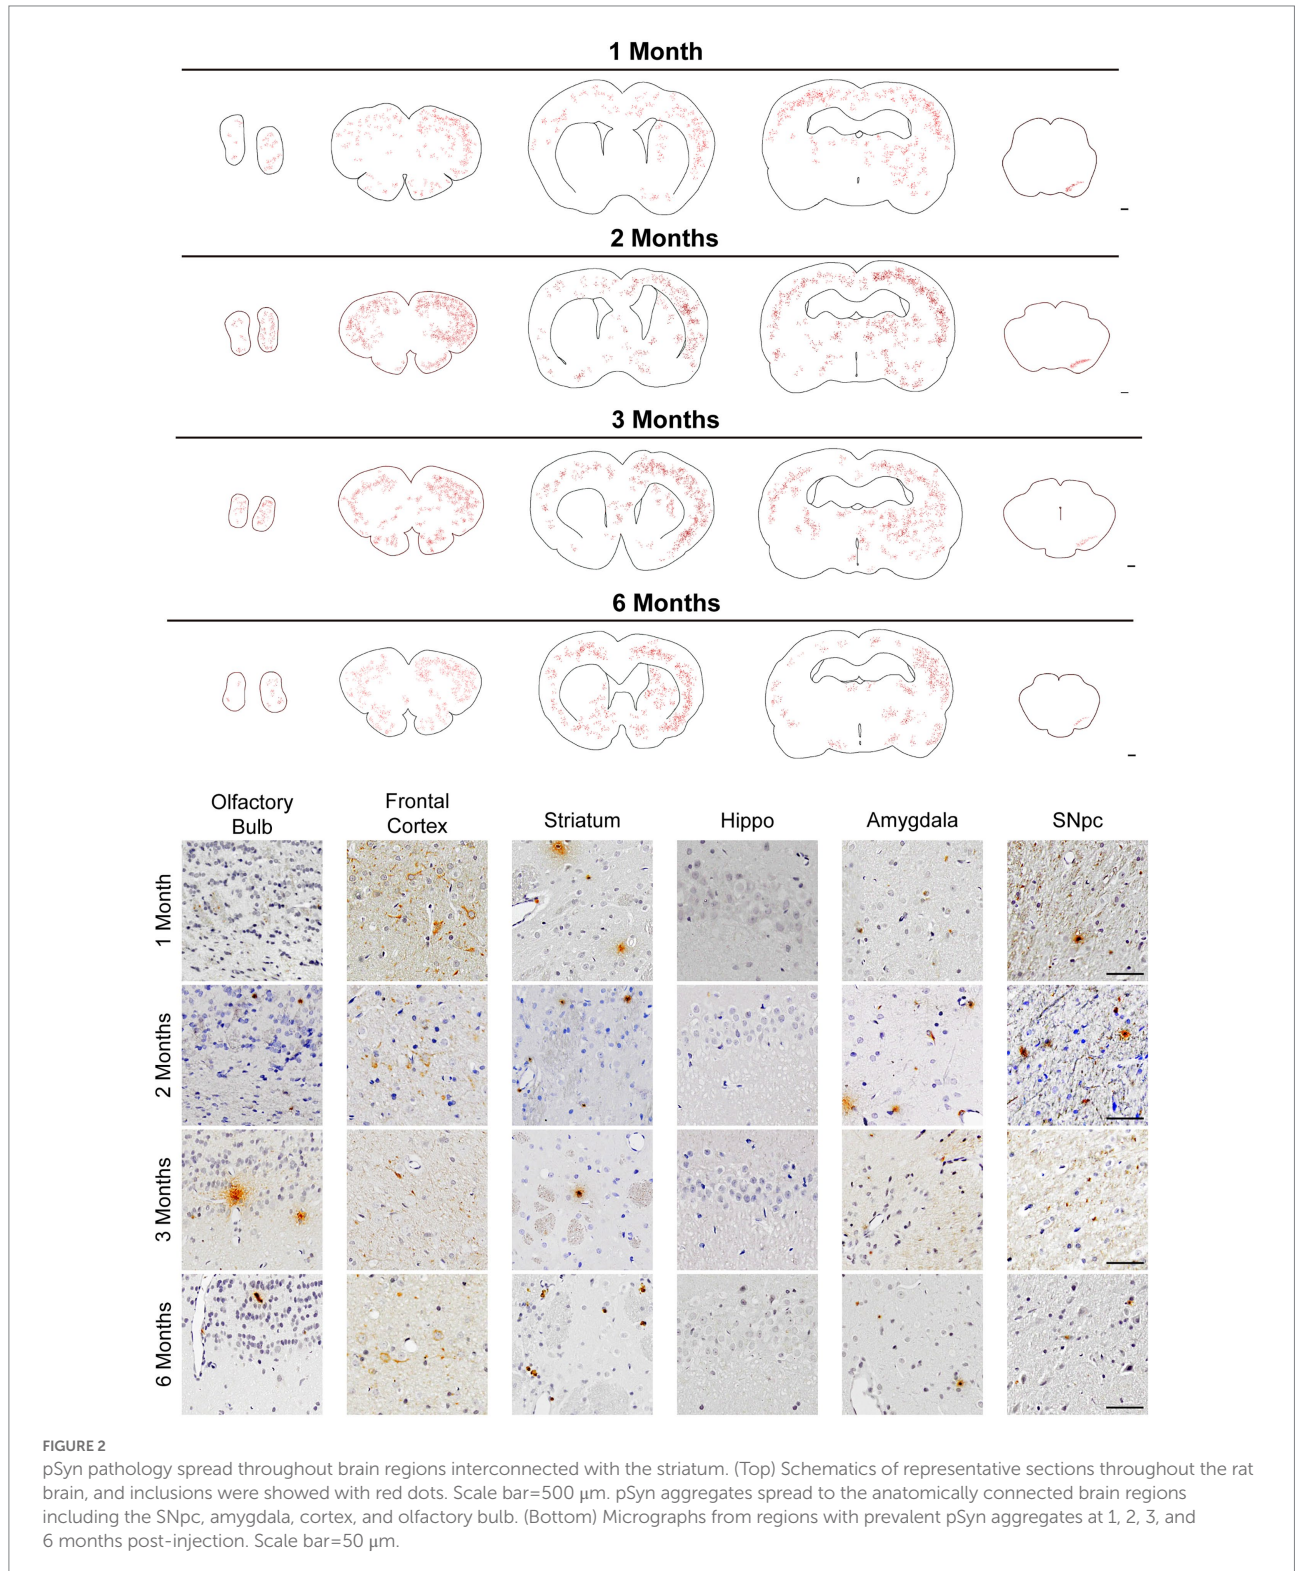 1 Month
2 Months
3 Months
6 Months
Olfactory
Bulb
Frontal
Cortex
Striatum
Hippo
Amygdala
SNpc
1 Month
2 Months
3 Months
6 Months
FIGURE 2
pSyn pathology spread throughout brain regions interconnected with the striatum. (Top) Schematics of representative sections throughout the rat
brain, and inclusions were showed with red dots. Scale bar=500 μm. pSyn aggregates spread to the anatomically connected brain regions
including the SNpc, amygdala, cortex, and olfactory bulb. (Bottom) Micrographs from regions with prevalent pSyn aggregates at 1, 2, 3, and
6 months post-injection. Scale bar=50 μm.